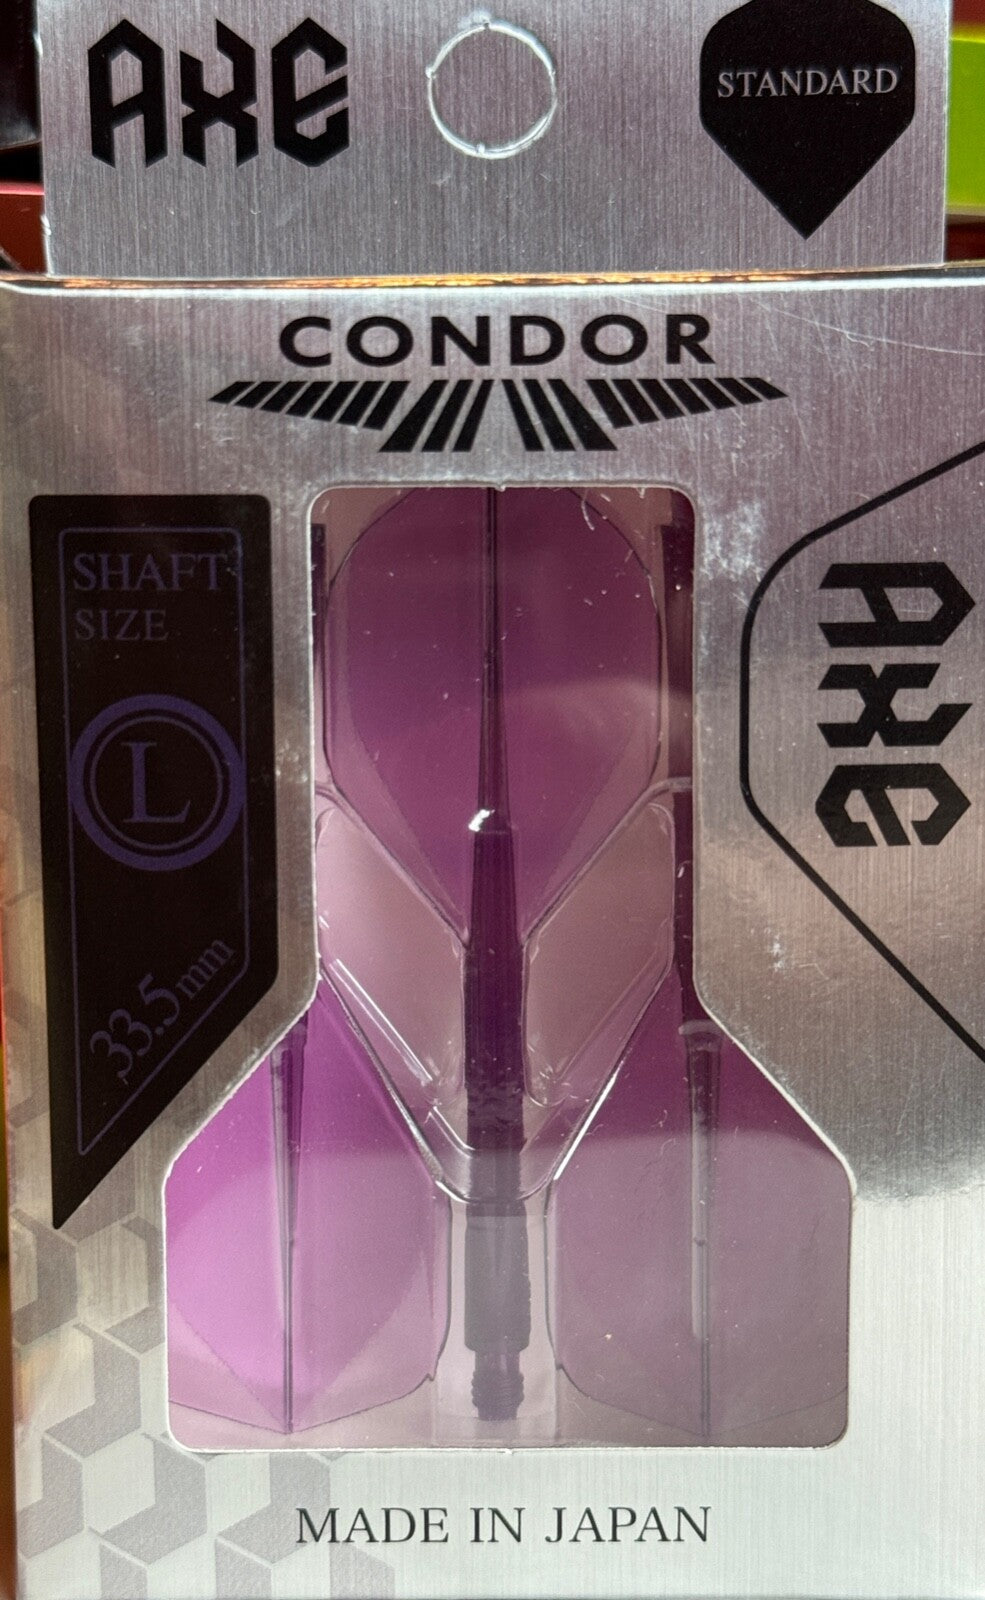 AXE
STANDARD
CONDOR
SHAFT
SIZE
L
33.5mm
AXE
MADE IN JAPAN